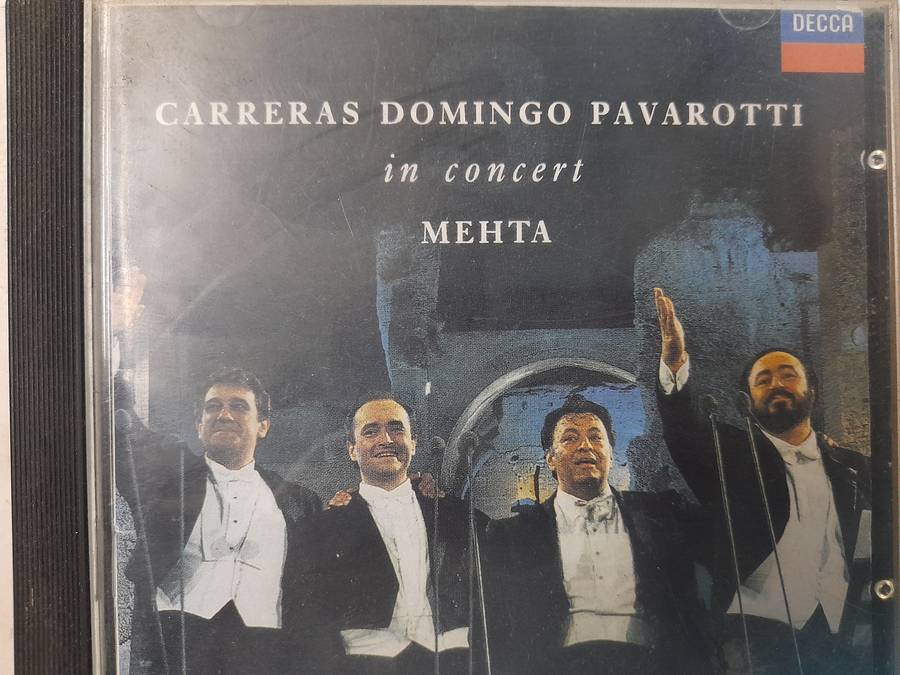 DECCA
CARRERAS DOMINGO PAVAROTTI
in concert
MEHTA